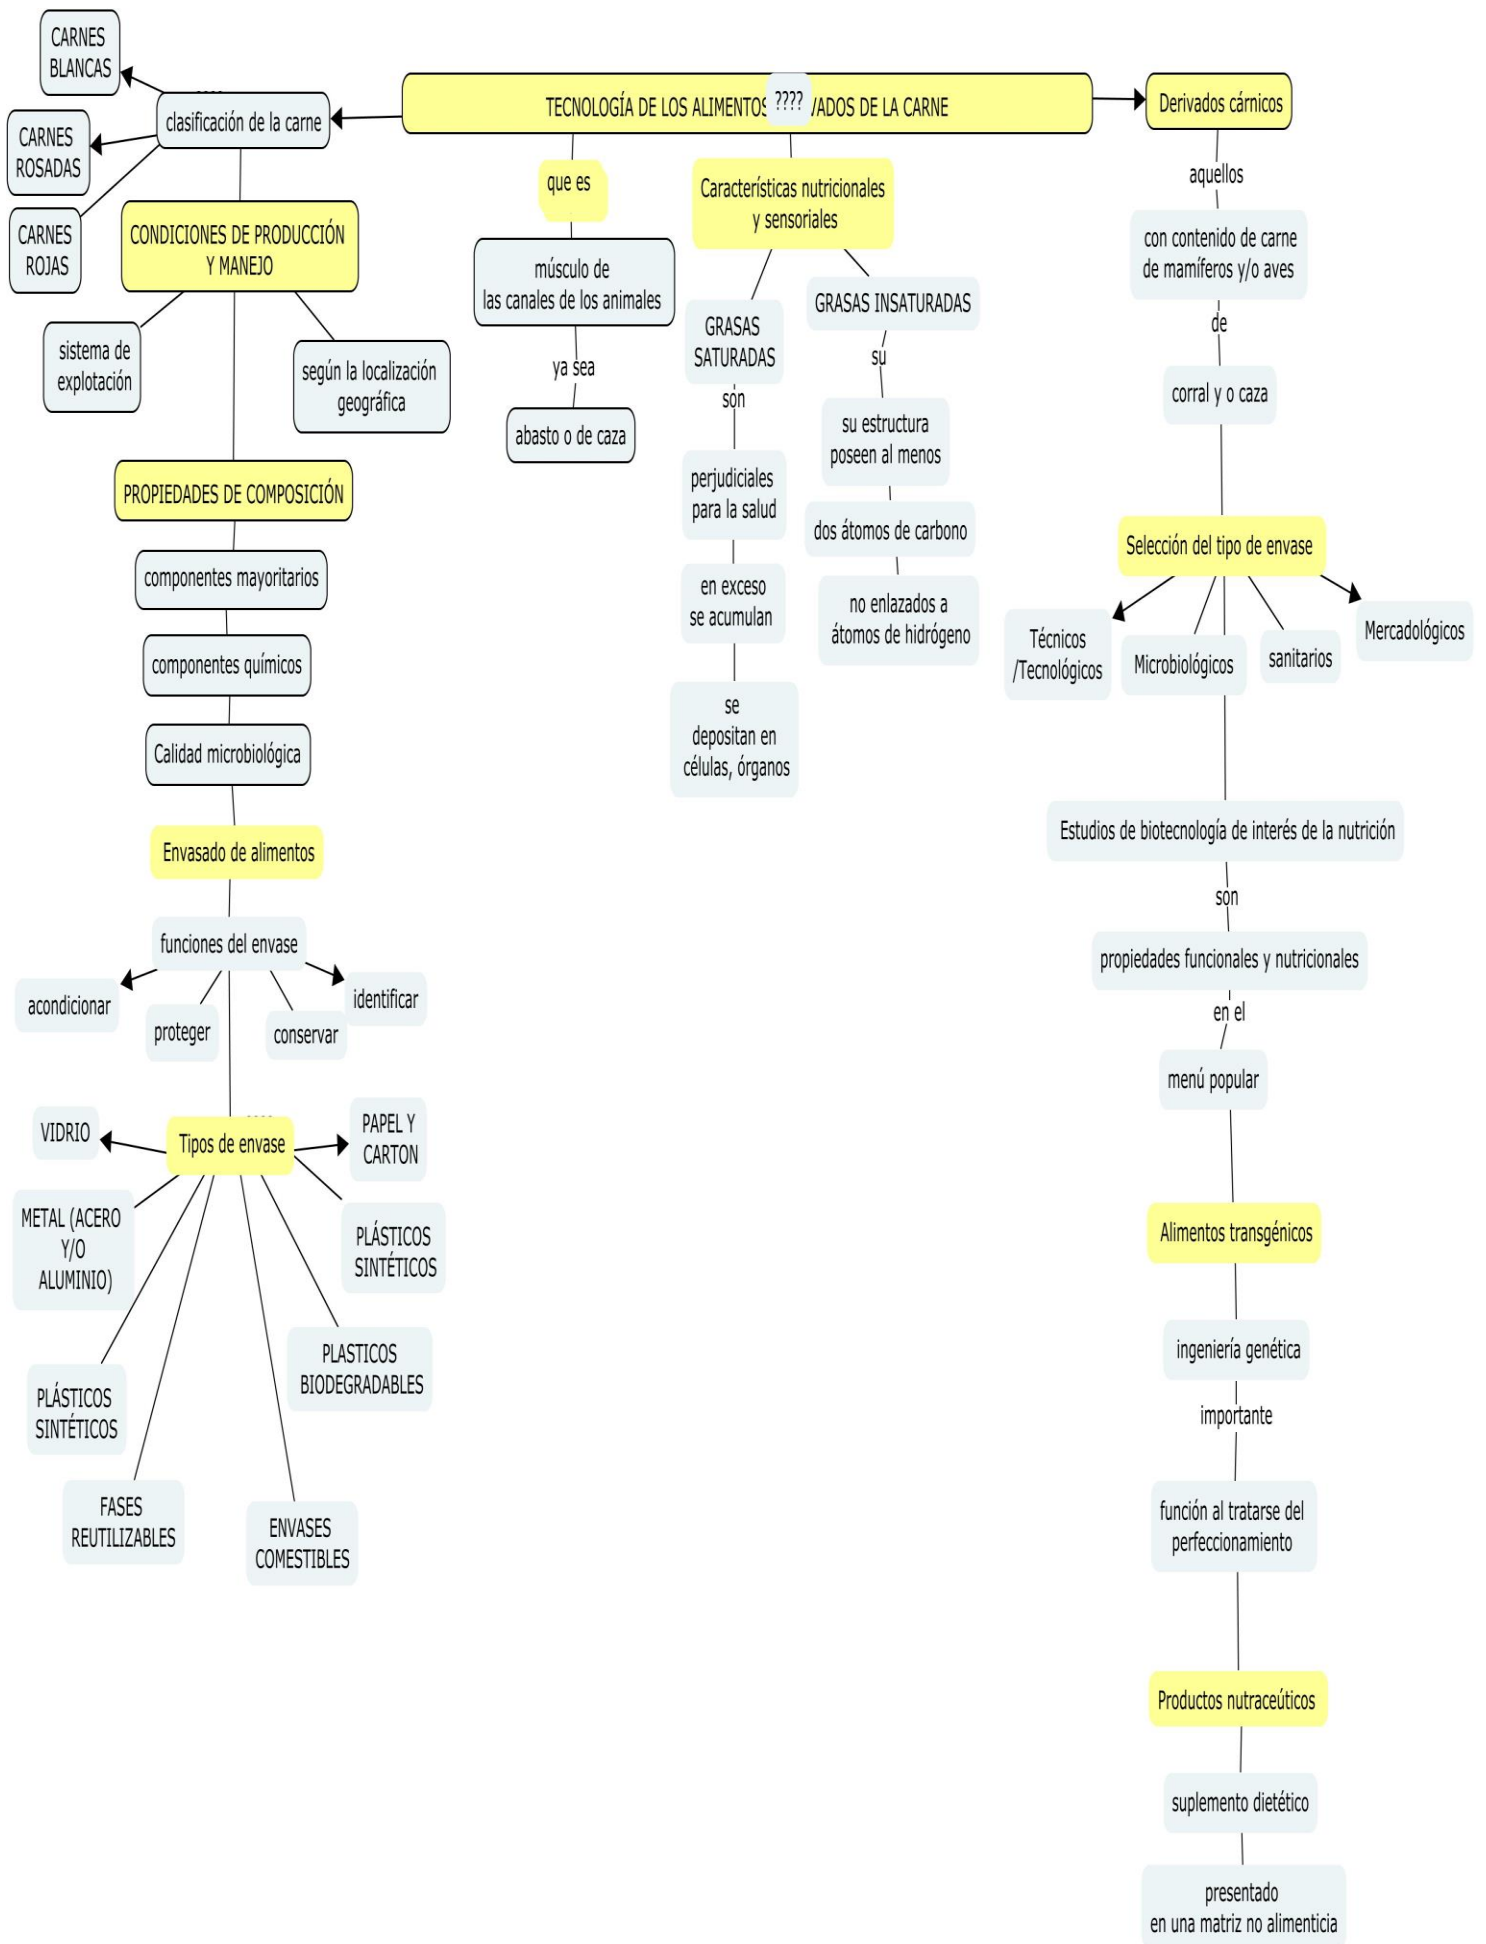 CARNES
BLANCAS
CARNES
ROSADAS
CARNES
ROJAS
clasificación de la carne
TECNOLOGÍA DE LOS ALIMENTOS
????
VADOS DE LA CARNE
Derivados cárnicos
CONDICIONES DE PRODUCCIÓN
Y MANEJO
sistema de
explotación
según la localización
geográfica
PROPIEDADES DE COMPOSICIÓN
componentes mayoritarios
componentes químicos
Calidad microbiológica
Envasado de alimentos
funciones del envase
acondicionar
proteger
conservar
identificar
Tipos de envase
VIDRIO
PAPEL Y
CARTON
METAL (ACERO
Y/O
ALUMINIO)
PLÁSTICOS
SINTÉTICOS
PLÁSTICOS
SINTÉTICOS
PLASTICOS
BIODEGRADABLES
FASES
REUTILIZABLES
ENVASES
COMESTIBLES
que es
músculo de
las canales de los animales
ya sea
abasto o de caza
Características nutricionales
y sensoriales
GRASAS
SATURADAS
son
perjudiciales
para la salud
en exceso
se acumulan
se
depositan en
células, órganos
GRASAS INSATURADAS
su
su estructura
poseen al menos
dos átomos de carbono
no enlazados a
átomos de hidrógeno
aquellos
con contenido de carne
de mamíferos y/o aves
de
corral y o caza
Selección del tipo de envase
Técnicos
/Tecnológicos
Microbiológicos
sanitarios
Mercadológicos
Estudios de biotecnología de interés de la nutrición
son
propiedades funcionales y nutricionales
en el
menú popular
Alimentos transgénicos
ingeniería genética
importante
función al tratarse del
perfeccionamiento
Productos nutraceúticos
suplemento dietético
presentado
en una matriz no alimenticia